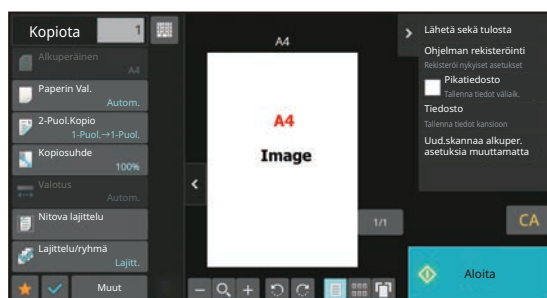 Kopiota
1
Alkuperäinen
A4
Paperin Val.
Autom.
2-Puol.Kopio
1-Puol.→1-Puol.
Kopiosuhde
100%
Valotus
Autom.
Nitova lajittelu
Lajittelu/ryhmä
Lajitt.
Muut
A4
A4
Image
1/1
Lähetä sekä tulosta
Ohjelman rekisteröinti
Rekisteröi nykyiset asetukset
Pikatiedosto
Tallenna tiedot väliaik.
Tiedosto
Tallenna tiedot kansioon
Uud.skannaa alkuper.
asetuksia muuttamatta
CA
Aloita